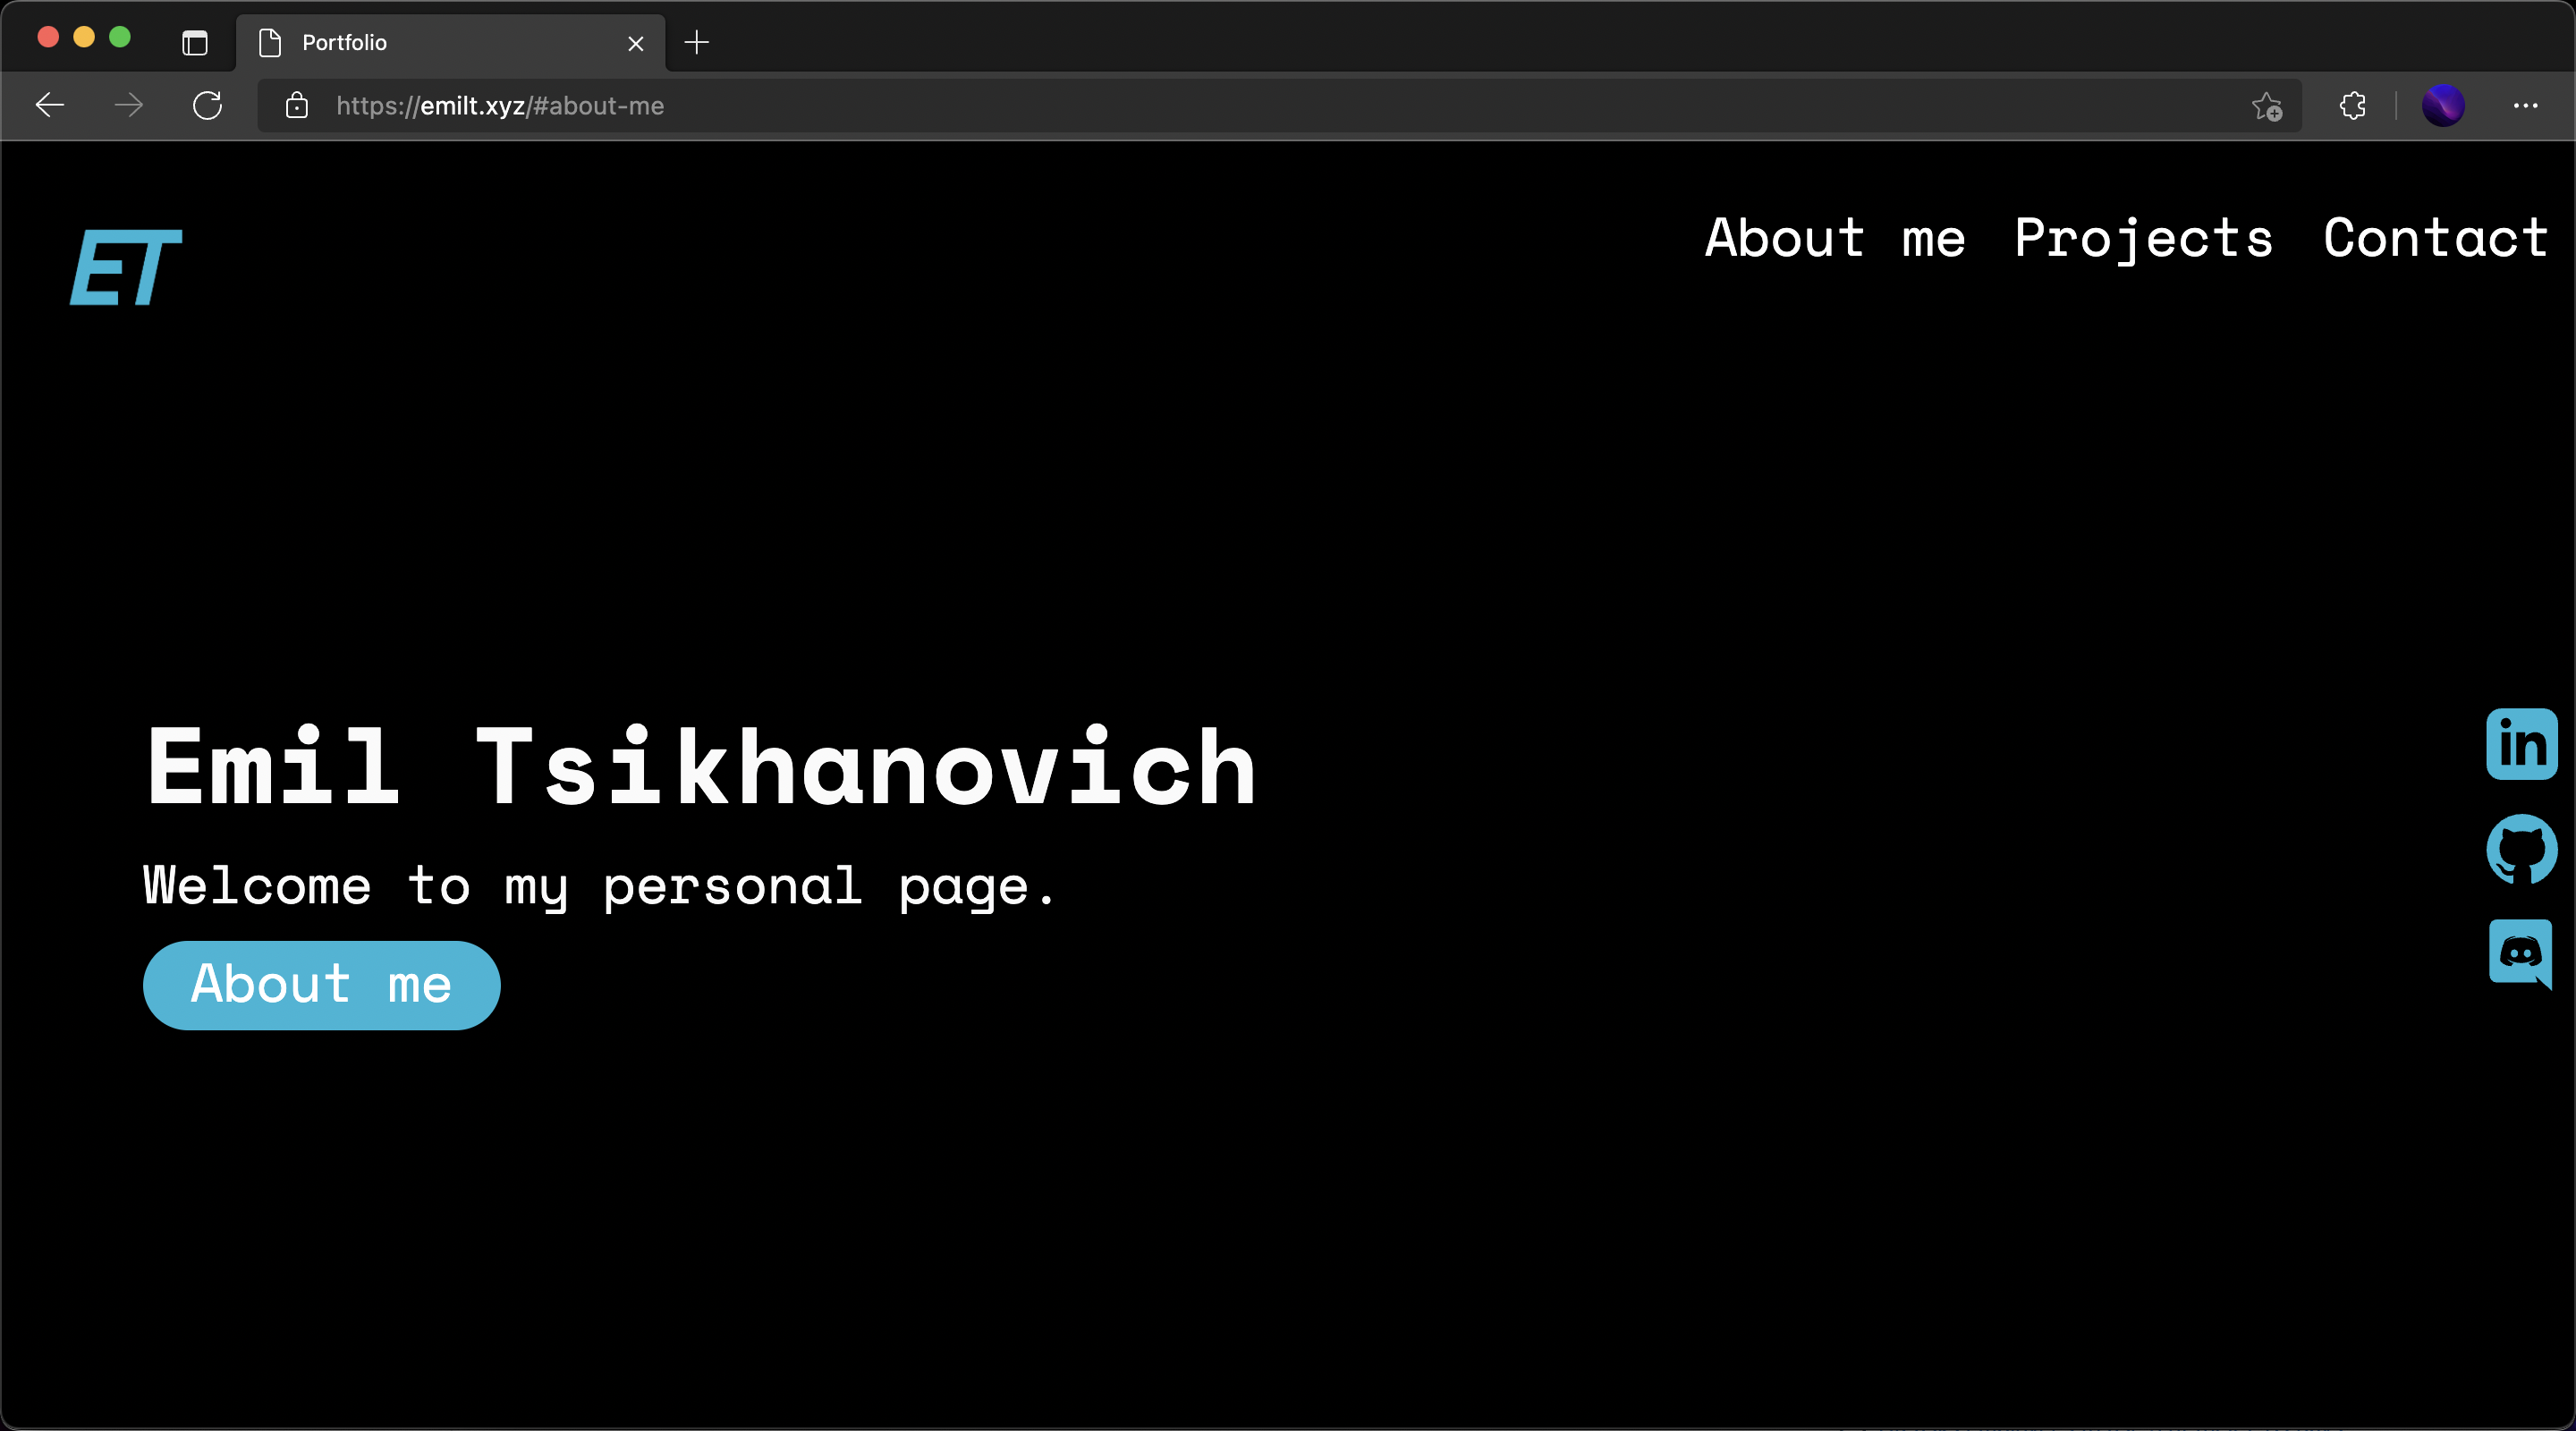 Portfolio
https://emilt.xyz/#about-me
ET
About me Projects Contact
Emil Tsikhanovich
in
Welcome to my personal page.
About me